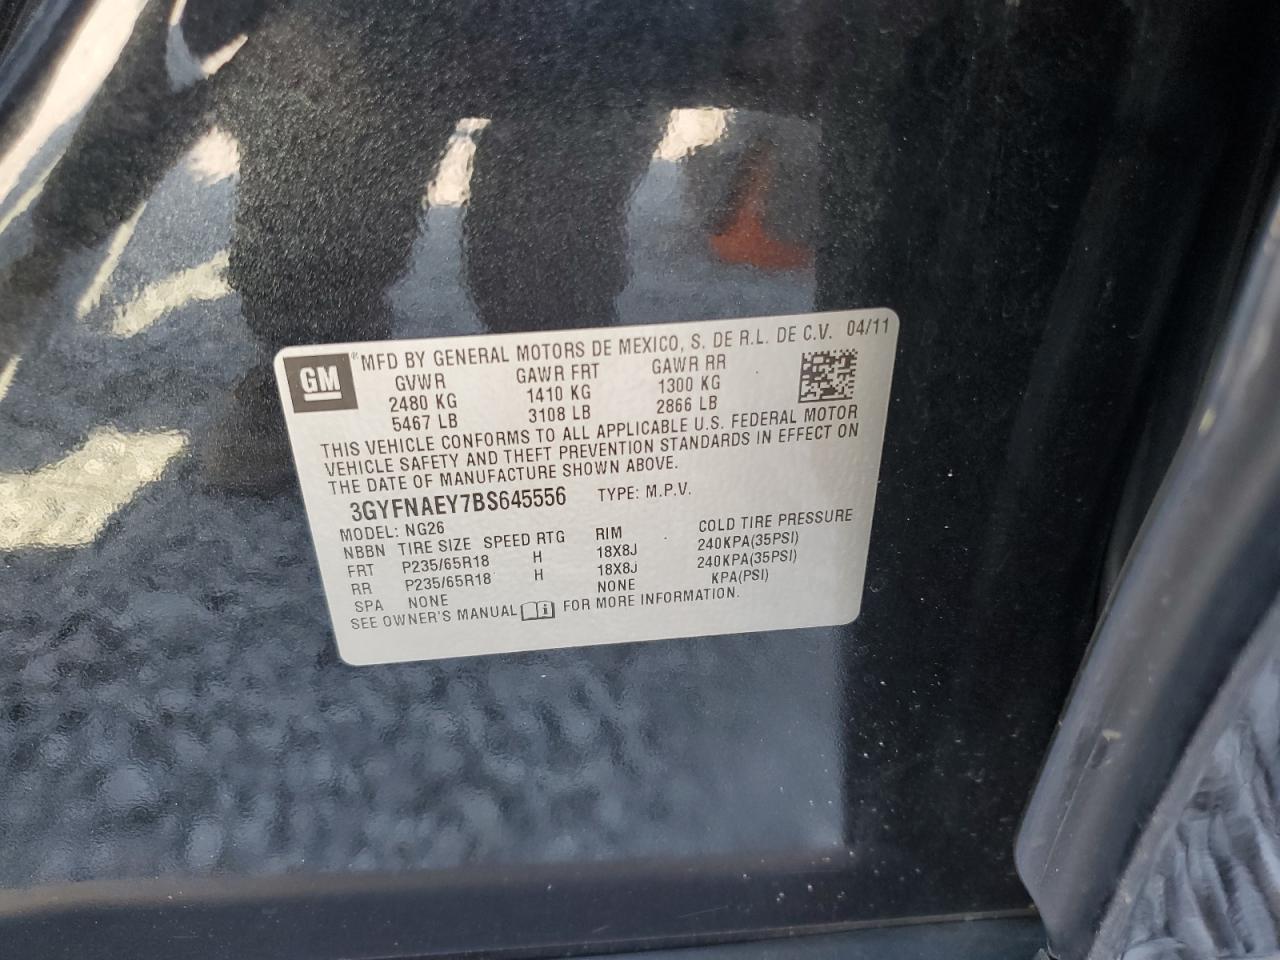 GM ® MFD BY GENERAL MOTORS DE MEXICO, S. DE R.L. DE C.V. 04/11
GVWR GAWR FRT GAWR RR
2480 KG 1410 KG 1300 KG
5467 LB 3108 LB 2866 LB
THIS VEHICLE CONFORMS TO ALL APPLICABLE U.S. FEDERAL MOTOR
VEHICLE SAFETY AND THEFT PREVENTION STANDARDS IN EFFECT ON
THE DATE OF MANUFACTURE SHOWN ABOVE.
3GYFNAEY7BS645556 TYPE: M.P.V.
MODEL: NG26
NBBN TIRE SIZE SPEED RTG RIM COLD TIRE PRESSURE
FRT P235/65R18 H 18X8J 240KPA(35PSI)
RR P235/65R18 H 18X8J 240KPA(35PSI)
SPA NONE NONE KPA(PSI)
SEE OWNER'S MANUAL FOR MORE INFORMATION.